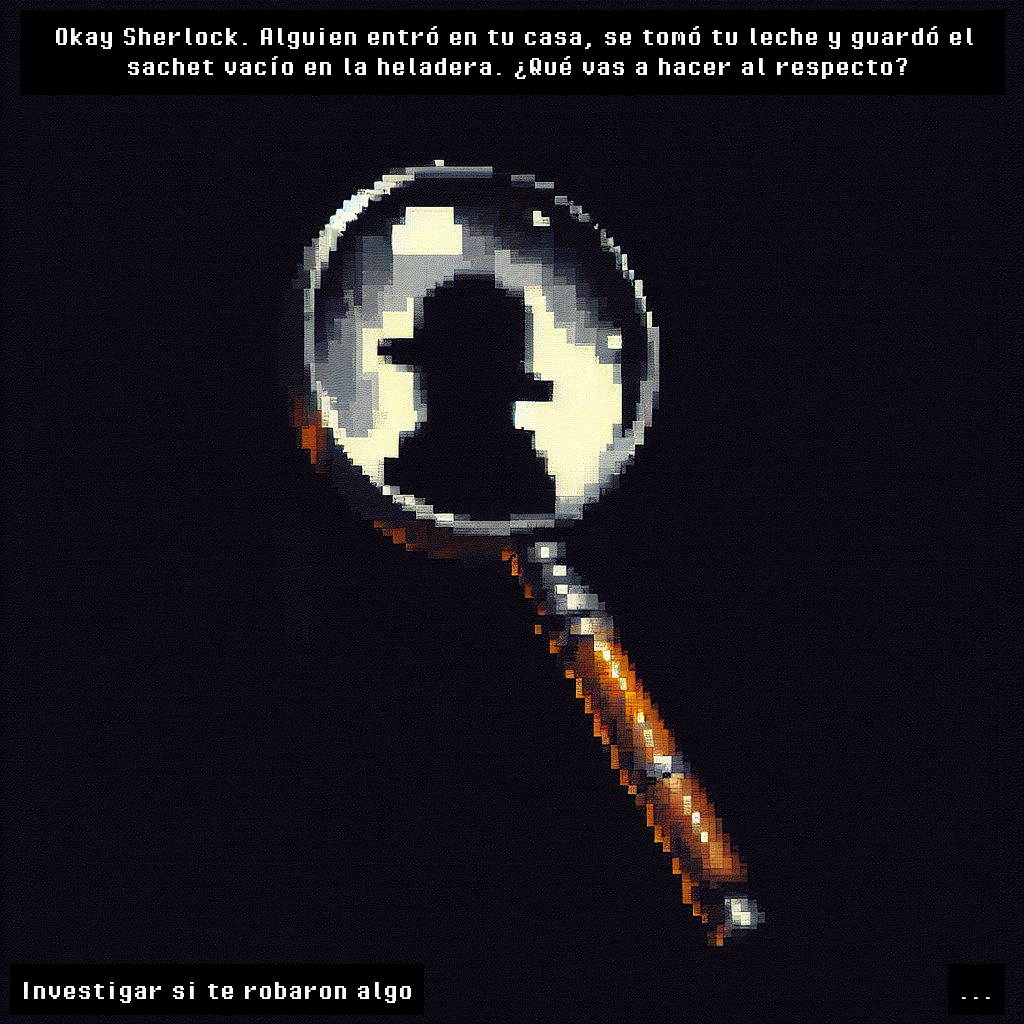 Okay Sherlock. Alguien entró en tu casa, se tomó tu leche y guardó el
sachet vacío en la heladera. ¿Qué vas a hacer al respecto?
Investigar si te robaron algo
...